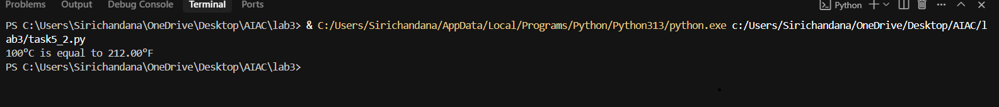 Problems Output Debug Console Terminal Ports Python
PS C:\Users\Sirichandana\OneDrive\Desktop\AIAC\lab3> & C:/Users/Sirichandana/AppData/Local/Programs/Python/Python313/python.exe c:/Users/Sirichandana/OneDrive/Desktop/AIAC/l
ab3/task5_2.py
100°C is equal to 212.00°F
PS C:\Users\Sirichandana\OneDrive\Desktop\AIAC\lab3>